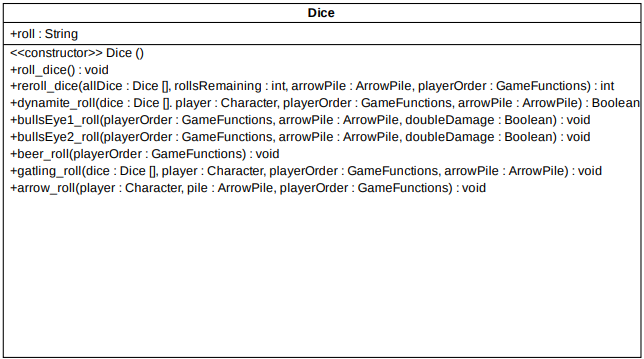 Dice
+roll : String
<<constructor>> Dice ()
+roll_dice() : void
+reroll_dice(allDice : Dice [], rollsRemaining : int, arrowPile : ArrowPile, playerOrder : GameFunctions) : int
+dynamite_roll(dice : Dice []. player : Character, playerOrder : GameFunctions, arrowPile : ArrowPile) : Boolean
+bullsEye1_roll(playerOrder : GameFunctions, arrowPile : ArrowPile, doubleDamage : Boolean) : void
+bullsEye2_roll(playerOrder : GameFunctions, arrowPile : ArrowPile, doubleDamage : Boolean) : void
+beer_roll(playerOrder : GameFunctions) : void
+gatling_roll(dice : Dice [], player : Character, playerOrder : GameFunctions, arrowPile : ArrowPile) : void
+arrow_roll(player : Character, pile : ArrowPile, playerOrder : GameFunctions) : void